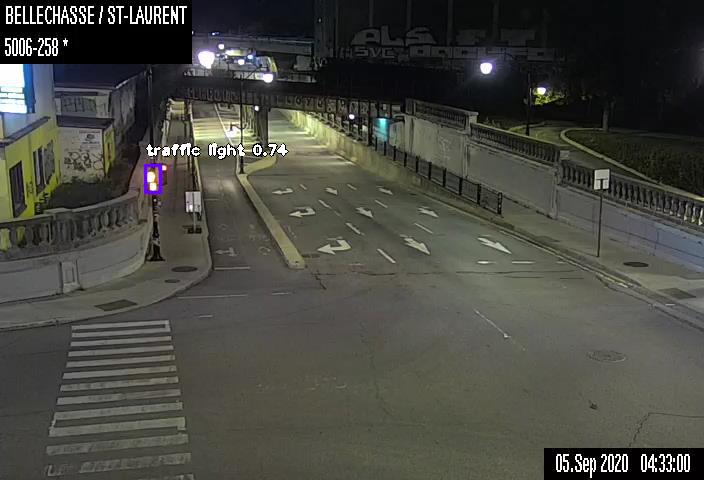 BELLECHASSE / ST-LAURENT
5006-258 *
traffic light 0.74
05.Sep 2020 04:33:00